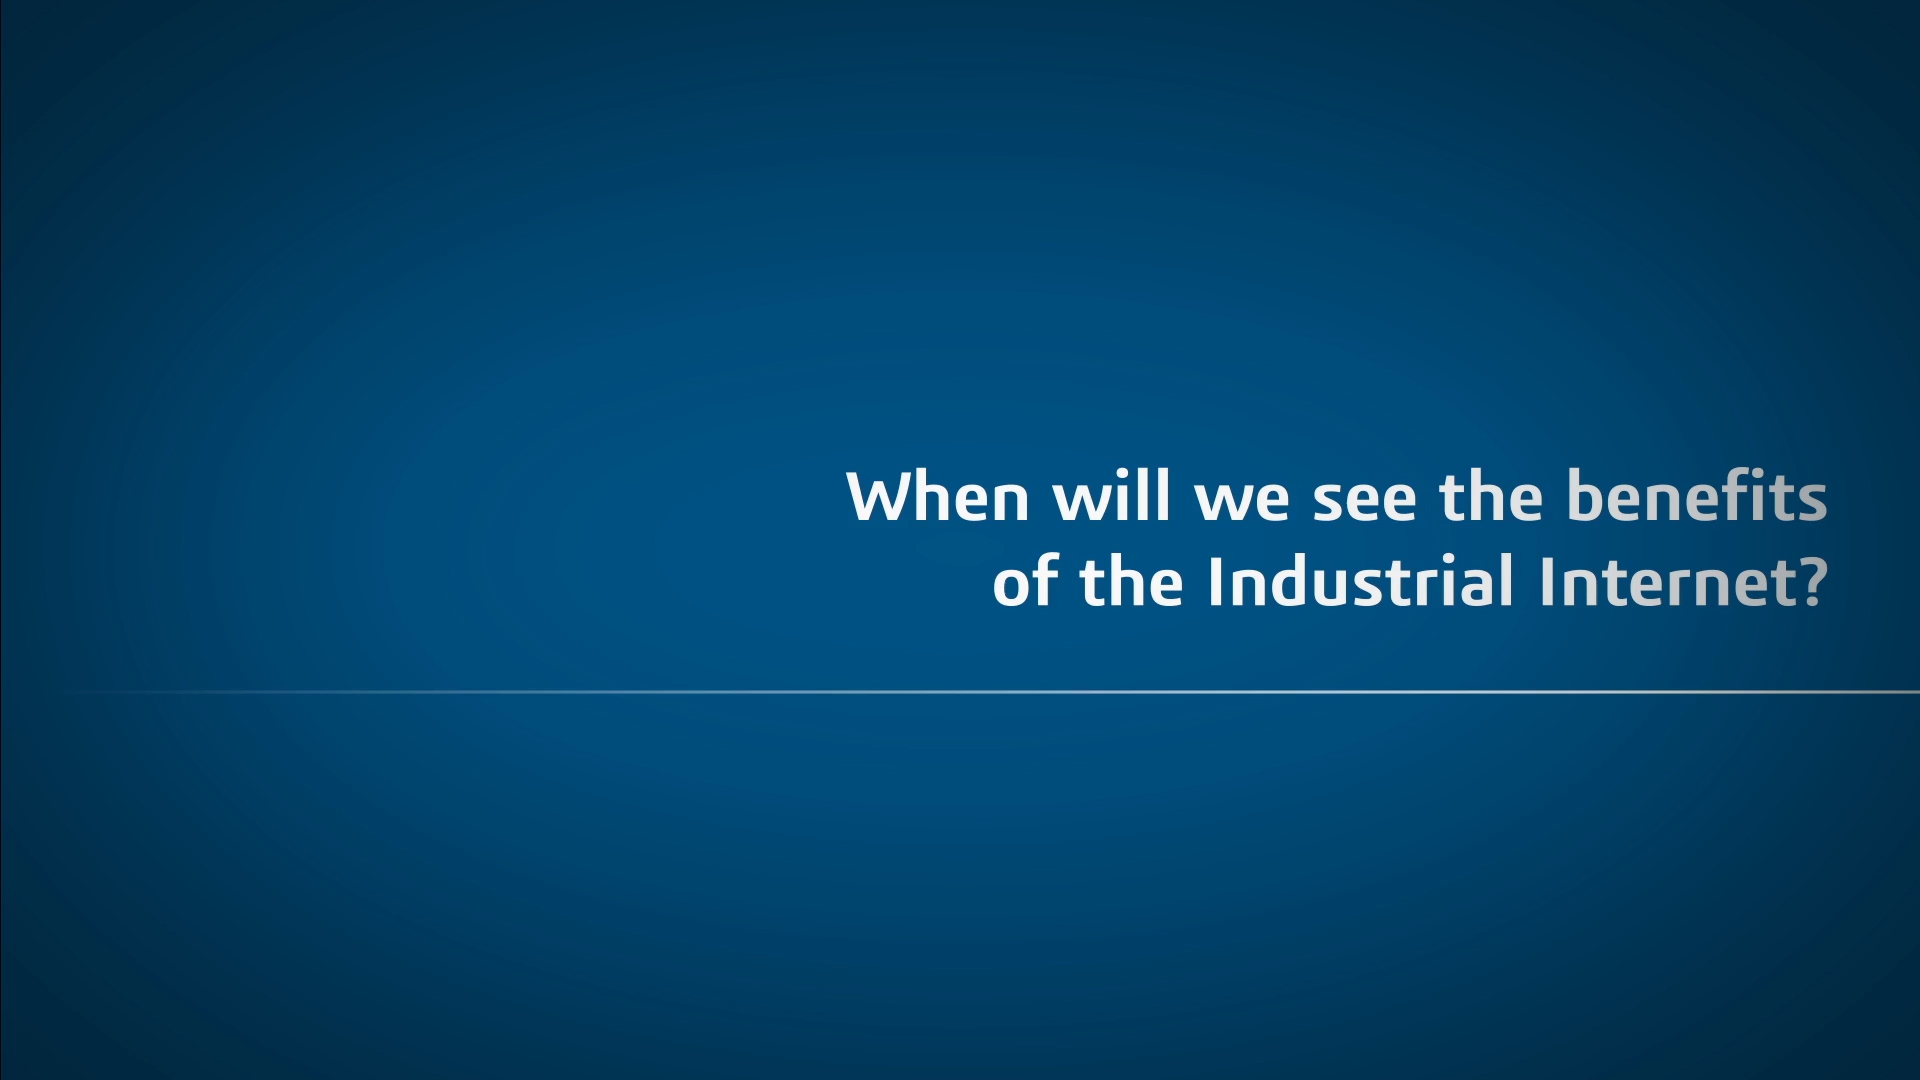 When will we see the benefits
of the Industrial Internet?